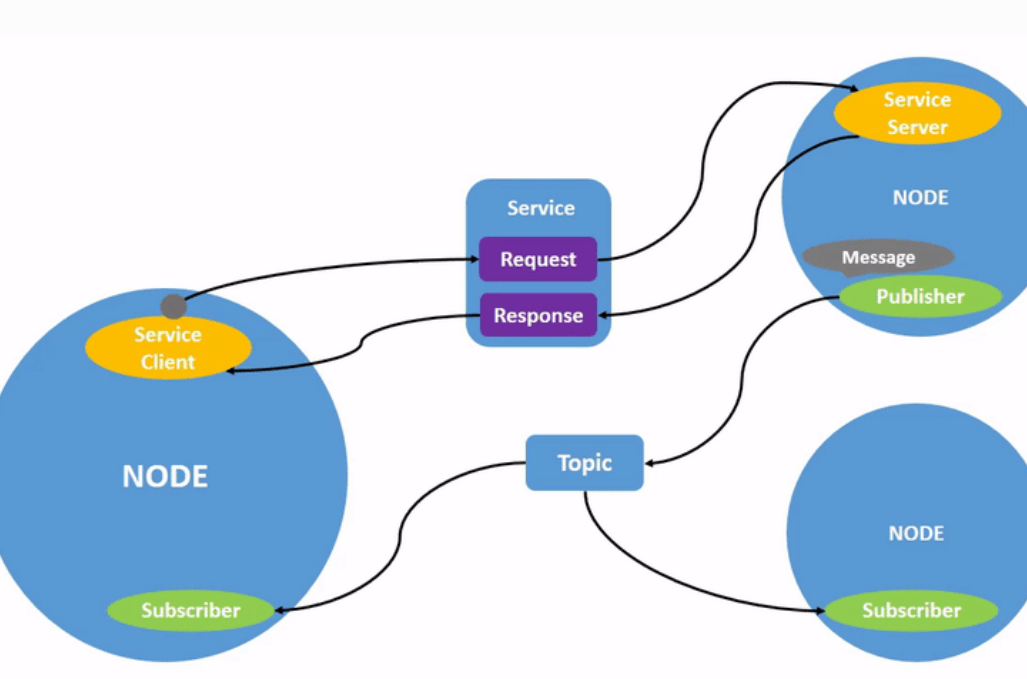 Service
Server
NODE
Service
Request
Message
Publisher
Response
Service
Client
NODE
Topic
NODE
Subscriber
Subscriber